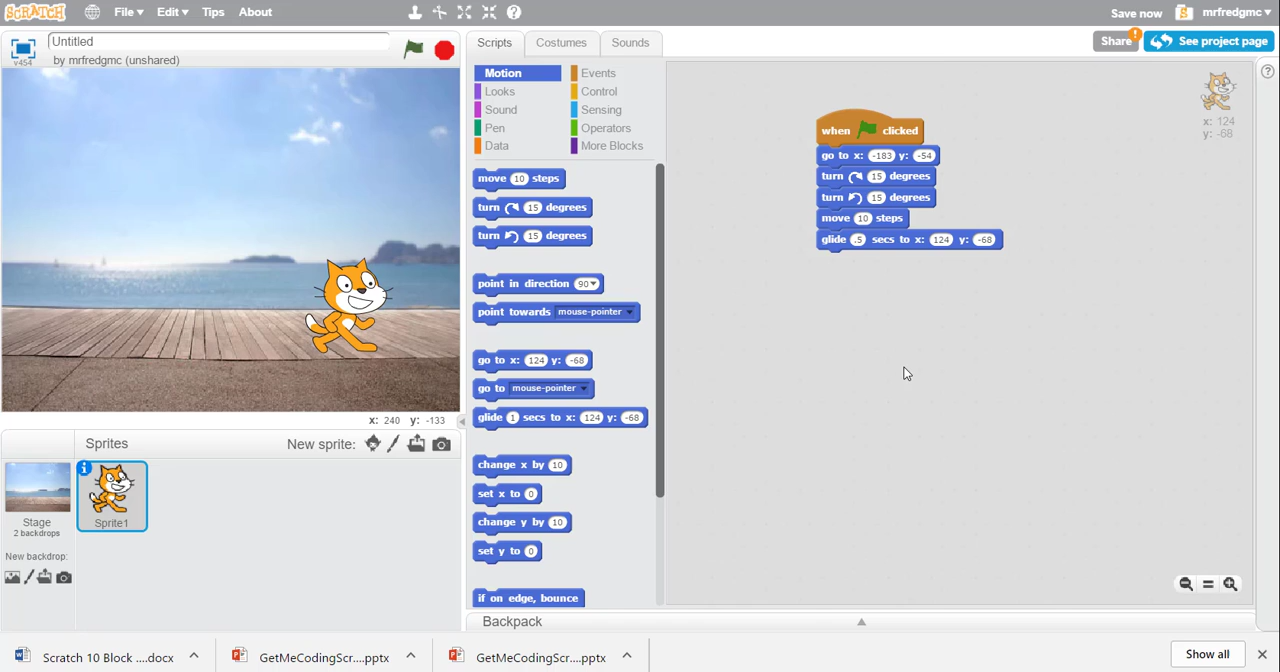 SCRATCH File▼ Edit▼ Tips About Save now mrfredgmc▼
v454 Untitled
by mrfredgmc (unshared)
Scripts Costumes Sounds Share ! See project page
Motion Events
Looks Control
Sound Sensing
Pen Operators
Data More Blocks
move 10 steps
turn 15 degrees
turn 15 degrees
point in direction 90▼
point towards mouse-pointer
go to x: 124 y: -68
go to mouse-pointer
glide 1 secs to x: 124 y: -68
change x by 10
set x to 0
change y by 10
set y to 0
if on edge, bounce
when clicked
go to x: -183 y: -54
turn 15 degrees
turn 15 degrees
move 10 steps
glide .5 secs to x: 124 y: -68
x: 124
y: -68
x: 240 y: -133
Sprites New sprite:
Stage
2 backdrops
New backdrop:
Sprite1
Backpack
Scratch 10 Block ....docx GetMeCodingScr....pptx GetMeCodingScr....pptx Show all